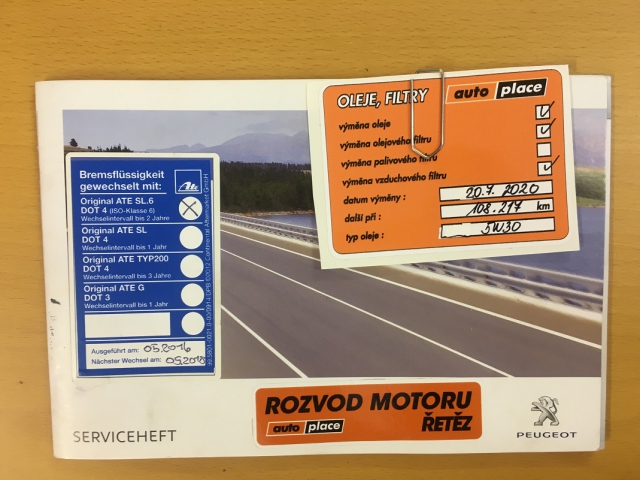 OLEJE, FILTRY
auto place
výměna oleje
výměna olejového filtru
výměna palivového filtru
výměna vzduchového filtru
datum výměny : 20.7.2020
další při : 108.217 km
typ oleje : 5W30
Bremsflüssigkeit
gewechselt mit:
Ate
Original ATE SL.6
DOT 4 (ISO-Klasse 6)
Wechselintervall bis 2 Jahre
Original ATE SL
DOT 4
Wechselintervall bis 1 Jahr
Original ATE TYP200
DOT 4
Wechselintervall bis 3 Jahre
Original ATE G
DOT 3
Wechselintervall bis 1 Jahr
Ausgeführt am: 05.2016
Nächster Wechsel am: 05.2018
ROZVOD MOTORU
auto place
ŘETĚZ
SERVICEHEFT
PEUGEOT